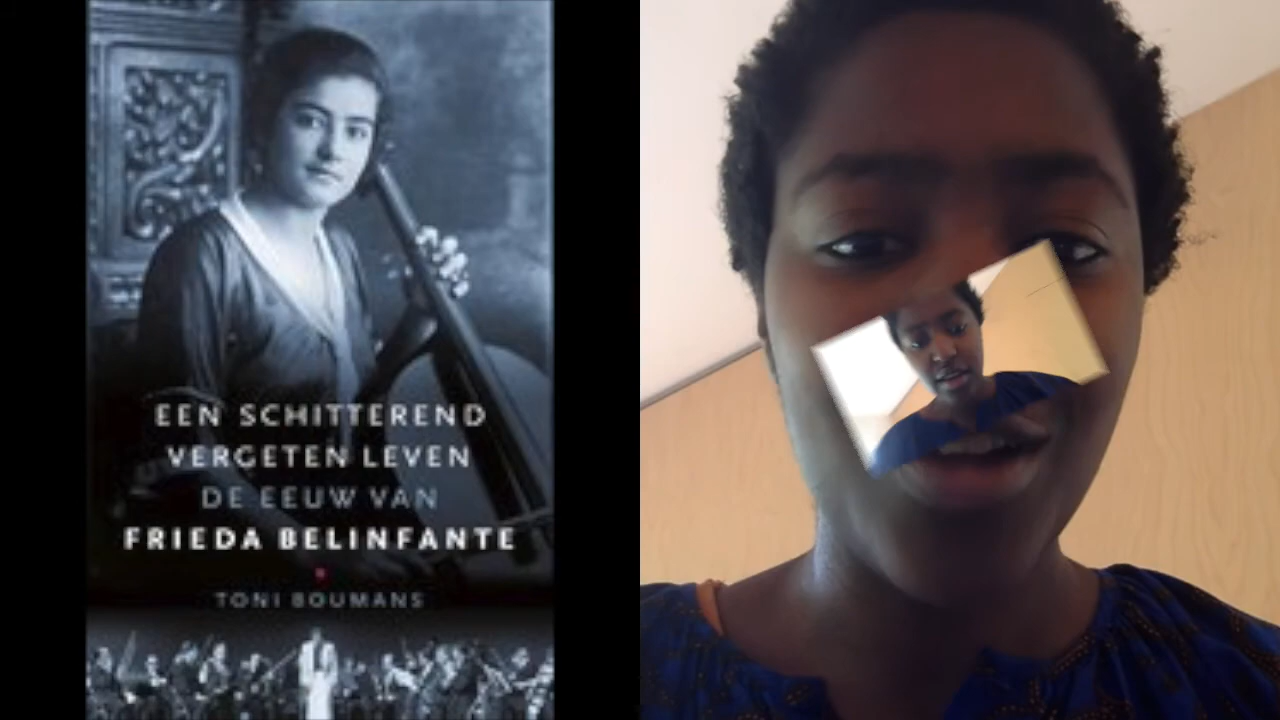 EEN SCHITTEREND
VERGETEN LEVEN
DE EEUW VAN
FRIEDA BELINFANTE
TONI BOUMANS